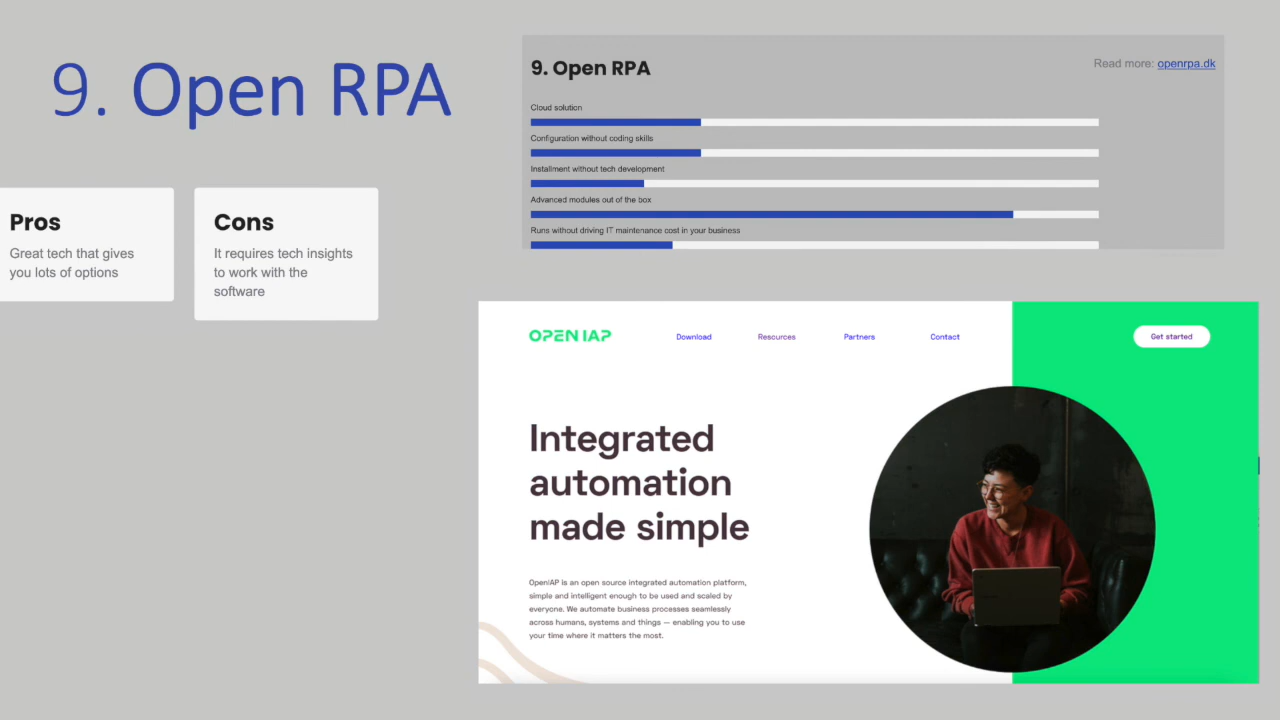 9. Open RPA
Pros
Great tech that gives
you lots of options
Cons
It requires tech insights
to work with the
software
9. Open RPA
Read more: openrpa.dk
Cloud solution
Configuration without coding skills
Installment without tech development
Advanced modules out of the box
Runs without driving IT maintenance cost in your business
OPEN IAP
Download
Rescurces
Partners
Contact
Get started
Integrated
automation
made simple
OpenIAP is an open source integrated automation platform,
simple and intelligent enough to be used and scaled by
everyone. We automate business processes seamlessly
across humans, systems and things — enabling you to use
your time where it matters the most.